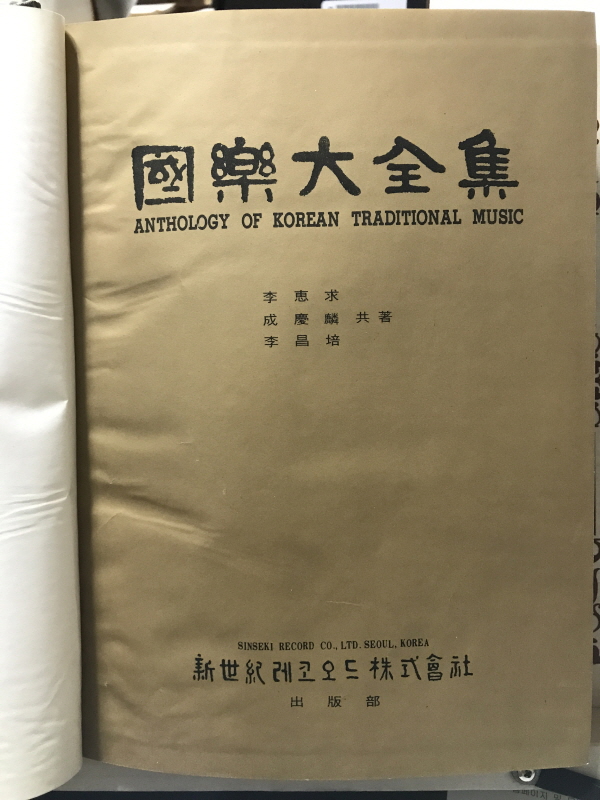 國樂大全集
ANTHOLOGY OF KOREAN TRADITIONAL MUSIC
李惠求
成慶麟 共著
李昌培
SINSEKI RECORD CO., LTD. SEOUL, KOREA
新世紀레코오드株式會社
出版部